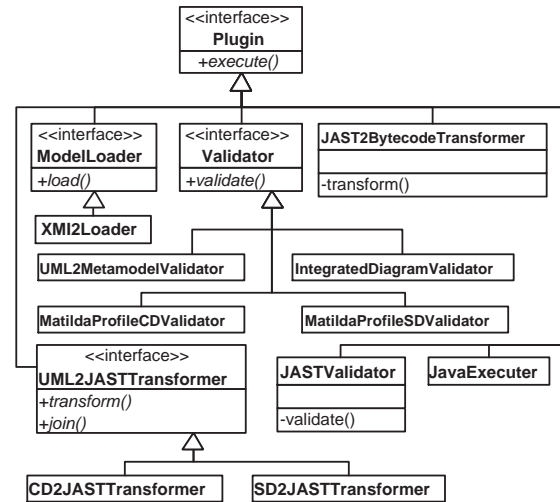 <<interface>>
Plugin
+execute()
<<interface>>
ModelLoader
+load()
<<interface>>
Validator
+validate()
JAST2BytecodeTransformer
-transform()
XMI2Loader
UML2MetamodelValidator
IntegratedDiagramValidator
MatildaProfileCDValidator
MatildaProfileSDValidator
<<interface>>
UML2JASTTransformer
+transform()
+join()
JASTValidator
-validate()
JavaExecuter
CD2JASTTransformer
SD2JASTTransformer